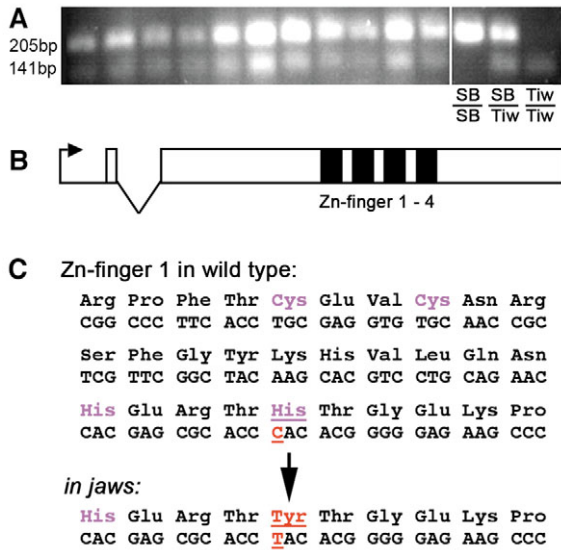 A
205bp
141bp
SB SB Tiw
SB Tiw Tiw
B
Zn-finger 1 - 4
C Zn-finger 1 in wild type:
Arg Pro Phe Thr Cys Glu Val Cys Asn Arg
CGG CCC TTC ACC TGC GAG GTG TGC AAC CGC
Ser Phe Gly Tyr Lys His Val Leu Gln Asn
TCG TTC GGC TAC AAG CAC GTC CTG CAG AAC
His Glu Arg Thr His Thr Gly Glu Lys Pro
CAC GAG CGC ACC CAC ACG GGG GAG AAG CCC
in jaws:
His Glu Arg Thr Tyr Thr Gly Glu Lys Pro
CAC GAG CGC ACC TAC ACG GGG GAG AAG CCC